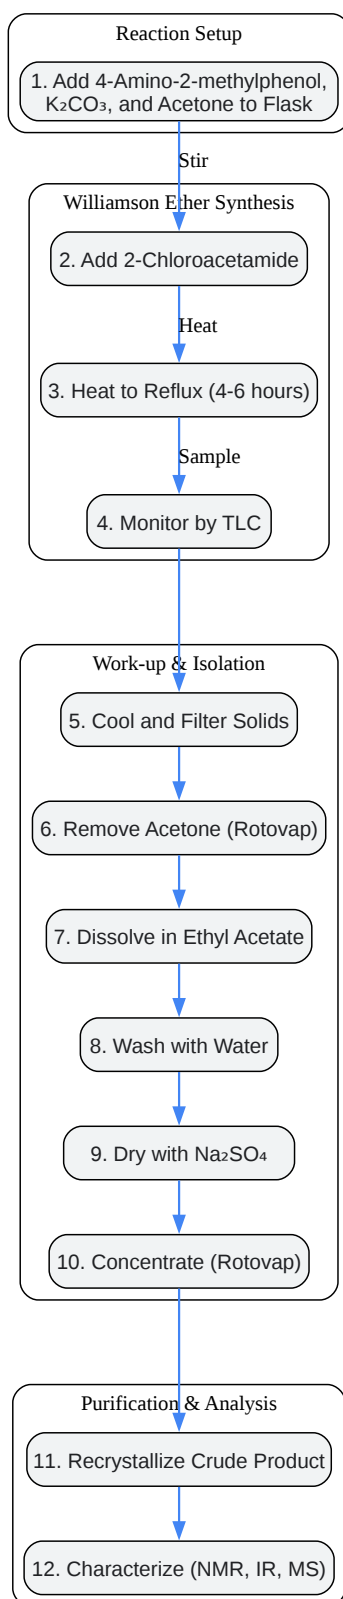 Reaction Setup
1. Add 4-Amino-2-methylphenol,
K₂CO₃, and Acetone to Flask
Stir
Williamson Ether Synthesis
2. Add 2-Chloroacetamide
Heat
3. Heat to Reflux (4-6 hours)
Sample
4. Monitor by TLC
Work-up & Isolation
5. Cool and Filter Solids
6. Remove Acetone (Rotovap)
7. Dissolve in Ethyl Acetate
8. Wash with Water
9. Dry with Na₂SO₄
10. Concentrate (Rotovap)
Purification & Analysis
11. Recrystallize Crude Product
12. Characterize (NMR, IR, MS)